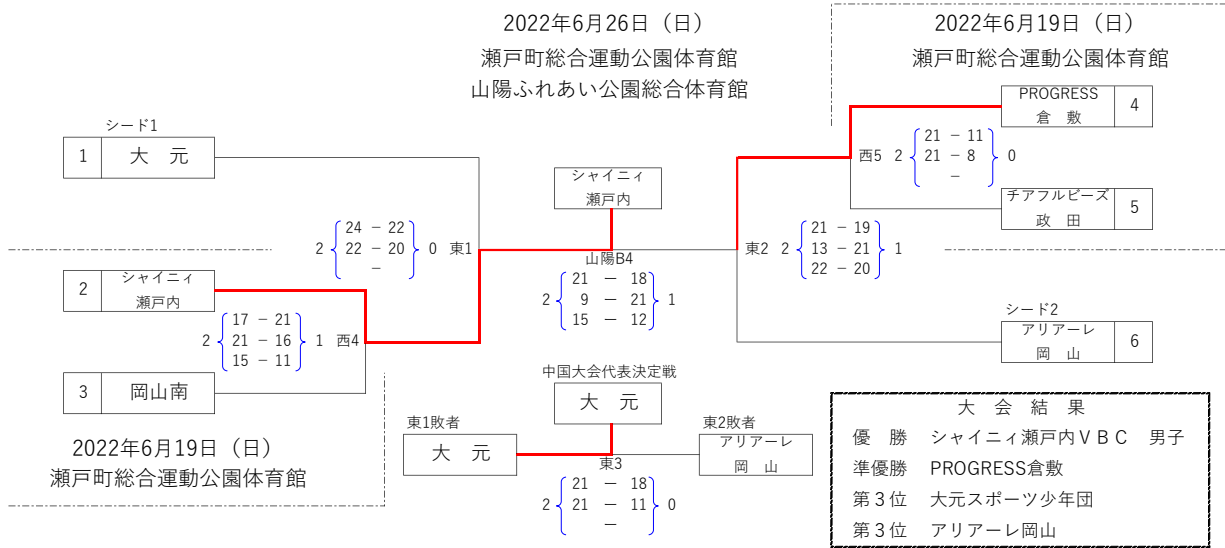 2022年6月26日（日）
瀬戸町総合運動公園体育館
山陽ふれあい公園総合体育館
2022年6月19日（日）
瀬戸町総合運動公園体育館
シード1
1 大 元
2 シャイニィ
瀬戸内
3 岡山南
2022年6月19日（日）
瀬戸町総合運動公園体育館
24 － 22
2 22 － 20 0 東1
－
17 － 21
2 21 － 16 1 西4
15 － 11
シャイニィ
瀬戸内
山陽B4
21 － 18
2 9 － 21 1
15 － 12
PROGRESS
倉 敷 4
21 － 11
西5 2 21 － 8 0
－
チアフルビーズ
政 田 5
21 － 19
東2 2 13 － 21 1
22 － 20
シード2
アリアーレ
岡 山 6
中国大会代表決定戦
大 元
東1敗者
大 元
東2敗者
アリアーレ
岡 山
東3
21 － 18
2 21 － 11 0
－
大 会 結 果
優 勝 シャイニィ瀬戸内ＶＢＣ 男子
準優勝 PROGRESS倉敷
第３位 大元スポーツ少年団
第３位 アリアーレ岡山